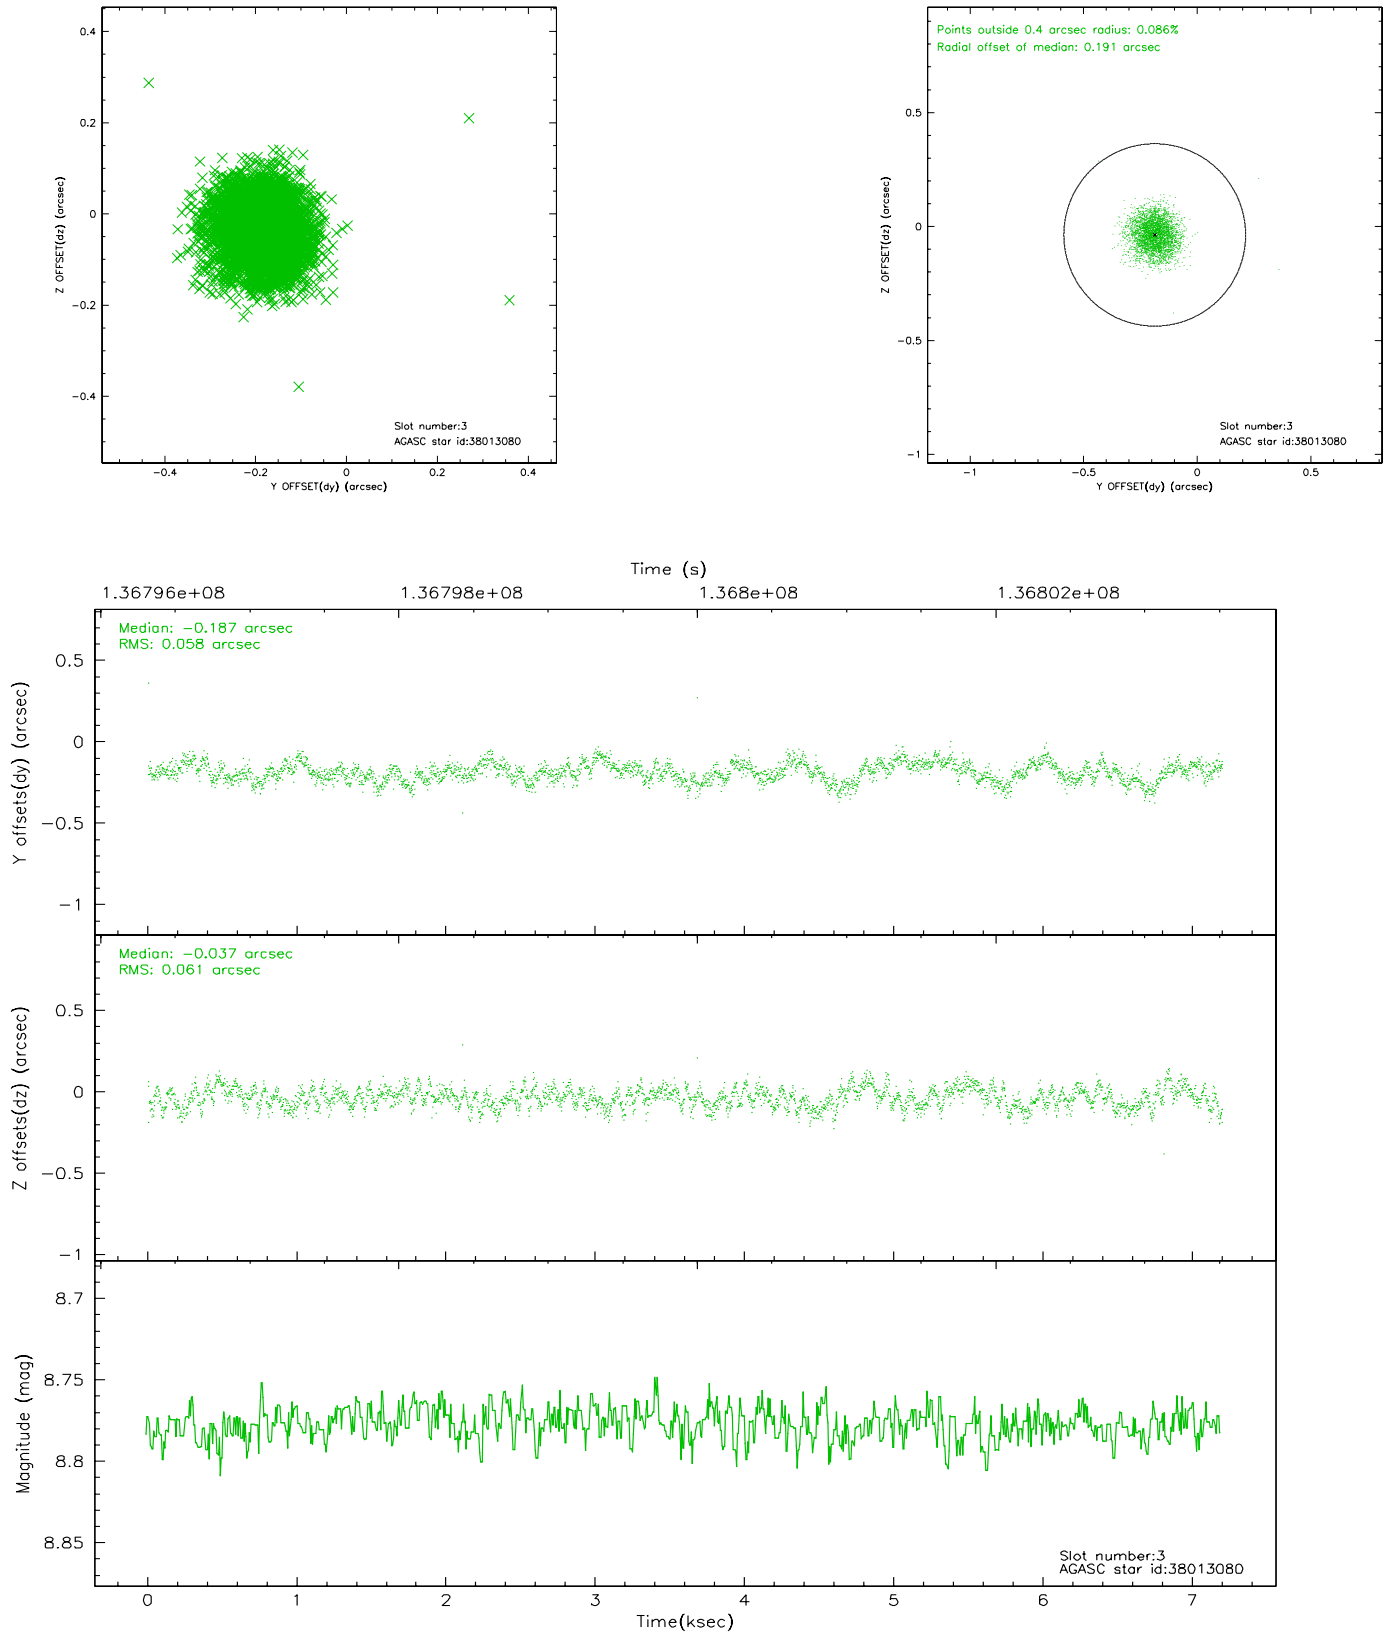 0.4
0.2
0
−0.2
−0.4
Z OFFSET(dz) (arcsec)
−0.4
−0.2
0
0.2
0.4
Y OFFSET(dy) (arcsec)
Slot number:3
AGASC star id:38013080
Points outside 0.4 arcsec radius: 0.086%
Radial offset of median: 0.191 arcsec
0.5
0
−0.5
−1
Z OFFSET(dz) (arcsec)
−1
−0.5
0
0.5
Y OFFSET(dy) (arcsec)
Slot number:3
AGASC star id:38013080
Time (s)
1.36796e+08
1.36798e+08
1.368e+08
1.36802e+08
Median: −0.187 arcsec
RMS: 0.058 arcsec
0.5
0
−0.5
−1
Y offsets(dy) (arcsec)
Median: −0.037 arcsec
RMS: 0.061 arcsec
0.5
0
−0.5
−1
Z offsets(dz) (arcsec)
8.7
8.75
8.8
8.85
Magnitude (mag)
Slot number:3
AGASC star id:38013080
0
1
2
3
4
5
6
7
Time(ksec)